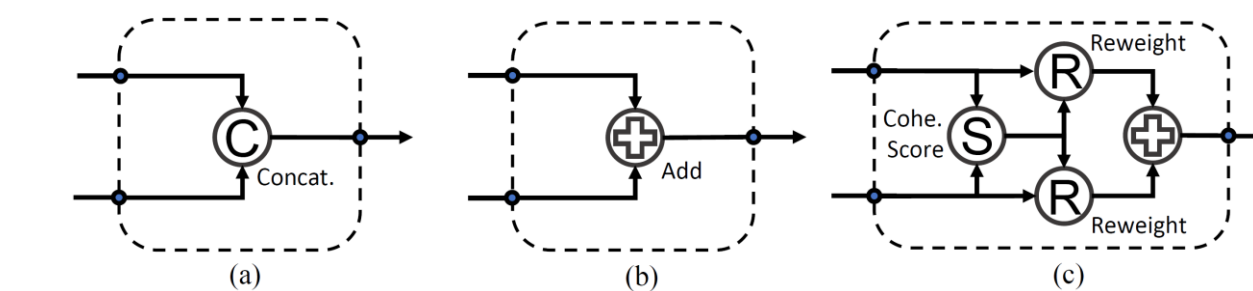 C
Concat.
(a)
Add
(b)
Reweight
R
Cohe.
Score
S
R
Reweight
(c)